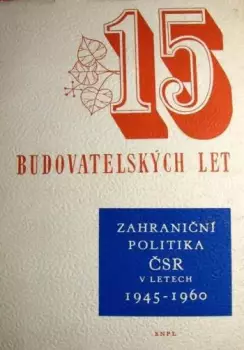 15
BUDOVATELSKÝCH LET
ZAHRANIČNÍ
POLITIKA
ČSR
V LETECH
1945-1960
SNPL